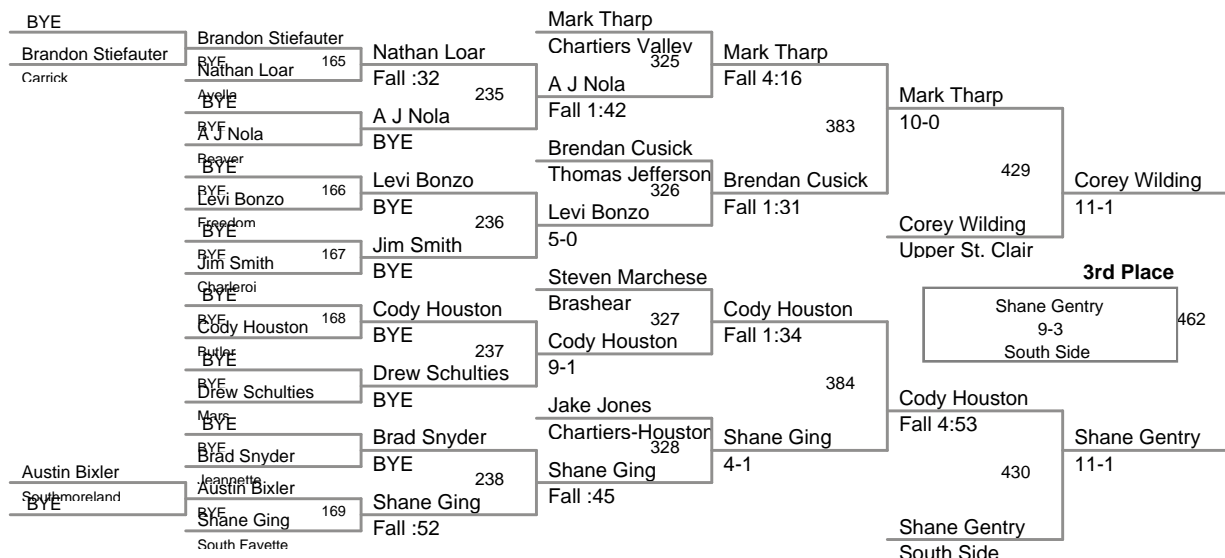 BYE
Brandon Stiefauter
Carrick
Austin Bixler
Southmoreland
BYE
Brandon Stiefauter
BYE
165
Nathan Loar
Avella
BYE
BYE
A J Nola
Beaver
BYE
BYE
166
Levi Bonzo
Freedom
BYE
BYE
167
Jim Smith
Charleroi
BYE
BYE
168
Cody Houston
Butler
BYE
BYE
Drew Schulties
Mars
BYE
BYE
Brad Snyder
Jeannette
Austin Bixler
BYE
169
Shane Ging
South Fayette
Nathan Loar
Fall :32
235
A J Nola
BYE
Levi Bonzo
BYE
236
Jim Smith
BYE
Cody Houston
BYE
237
Drew Schulties
BYE
Brad Snyder
BYE
238
Shane Ging
Fall :52
Mark Tharp
Chartiers Valley
325
A J Nola
Fall 1:42
Brendan Cusick
Thomas Jefferson
326
Levi Bonzo
5-0
Steven Marchese
Brashear
327
Cody Houston
9-1
Jake Jones
Chartiers-Houston
328
Shane Ging
Fall :45
Mark Tharp
Fall 4:16
383
Brendan Cusick
Fall 1:31
Cody Houston
Fall 1:34
384
Shane Ging
4-1
Mark Tharp
10-0
429
Corey Wilding
Upper St. Clair
Cody Houston
Fall 4:53
430
Shane Gentry
South Side
Corey Wilding
11-1
3rd Place
Shane Gentry
9-3
South Side
462
Shane Gentry
11-1